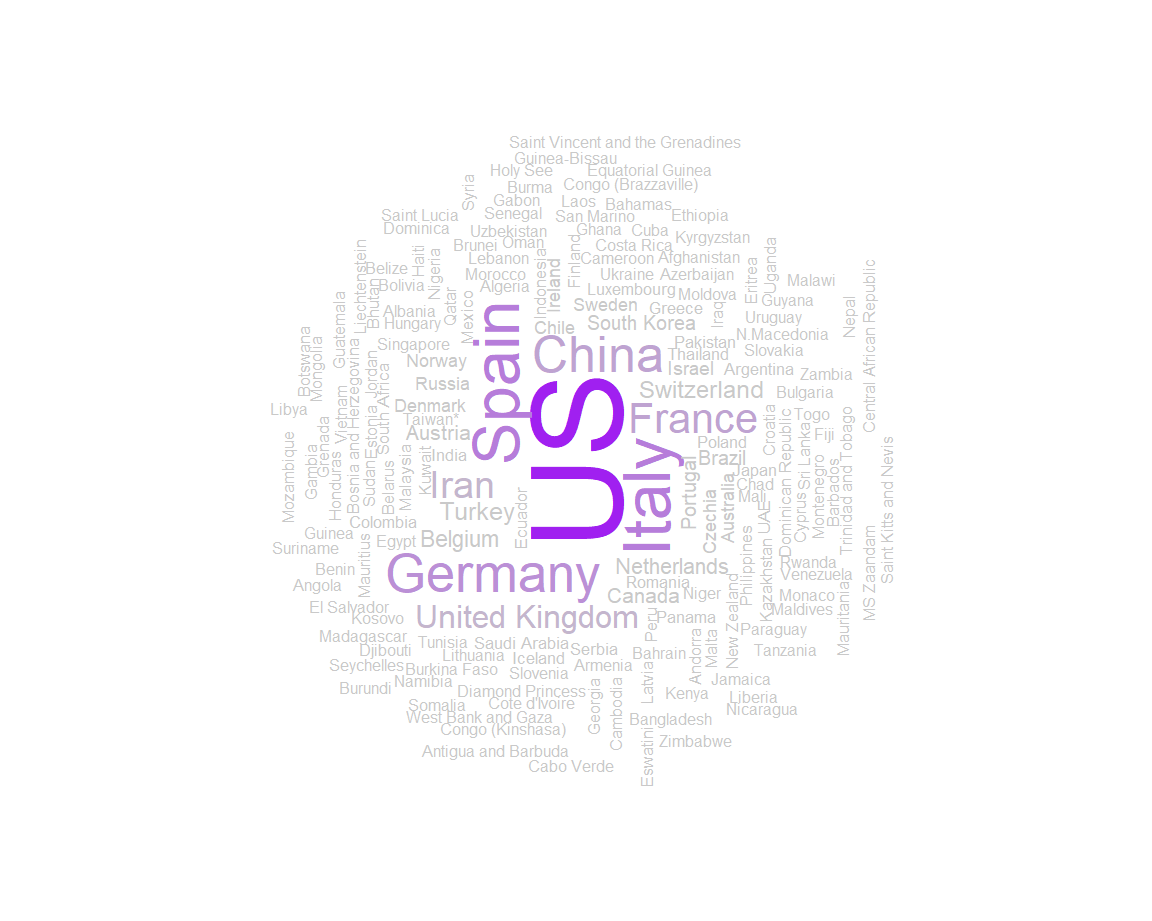 Saint Vincent and the Grenadines
Guinea-Bissau
Holy See
Equatorial Guinea
Syria
Burma
Congo (Brazzaville)
Gabon
Laos
Bahamas
Saint Lucia
Senegal
San Marino
Ethiopia
Dominica
Uzbekistan
Ghana
Cuba
Kyrgyzstan
Brunei
Oman
Costa Rica
Haiti
Nigeria
Lebanon
Finland
Cameroon
Afghanistan
Uganda
Liechtenstein
Belize
Morocco
Indonesia
Ireland
Ukraine
Azerbaijan
Eritrea
Malawi
Central African Republic
Bhutan
Bolivia
Algeria
Luxembourg
Moldova
Guyana
Guatemala
Albania
Qatar
Mexico
Sweden
Greece
Iraq
Uruguay
Nepal
Hungary
Spain
Chile
South Korea
N.Macedonia
Botswana
Mongolia
Singapore
China
Pakistan
Slovakia
Norway
Thailand
Israel
Argentina
Zambia
Jordan
South Africa
Russia
US
Switzerland
Bulgaria
Libya
Vietnam
Estonia
Bosnia and Herzegovina
Denmark
Taiwan*
France
Croatia
Togo
Grenada
Austria
Italy
Poland
Fiji
Dominican Republic
Sri Lanka
Trinidad and Tobago
Mozambique
Gambia
Honduras
Sudan
Belarus
Malaysia
Kuwait
India
Brazil
Japan
Iran
Portugal
Chad
Mali
Montenegro
Barbados
Saint Kitts and Nevis
Turkey
Ecuador
Czechia
Australia
UAE
Cyprus
Colombia
Guinea
Egypt
Belgium
Suriname
Mauritius
Philippines
Kazakhstan
MS Zaandam
Benin
Germany
Netherlands
Rwanda
Venezuela
Angola
Romania
Canada
Niger
New Zealand
Monaco
Maldives
Mauritania
El Salvador
Kosovo
United Kingdom
Peru
Panama
Paraguay
Madagascar
Tunisia
Saudi Arabia
Serbia
Bahrain
Andorra
Malta
Tanzania
Djibouti
Lithuania
Iceland
Armenia
Seychelles
Burkina Faso
Slovenia
Latvia
Jamaica
Burundi
Namibia
Diamond Princess
Georgia
Cambodia
Kenya
Liberia
Somalia
Cote d'Ivoire
Nicaragua
West Bank and Gaza
Bangladesh
Congo (Kinshasa)
Zimbabwe
Antigua and Barbuda
Eswatini
Cabo Verde